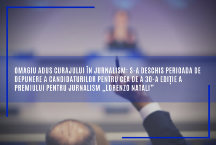 OMAGIU ADUS CURAJULUI ÎN JURNALISM: S-A DESCHIS PERIOADA DE
DEPUNERE A CANDIDATURILOR PENTRU CEA DE A 30-A EDIȚIE A
PREMIULUI PENTRU JURNALISM „LORENZO NATALI”